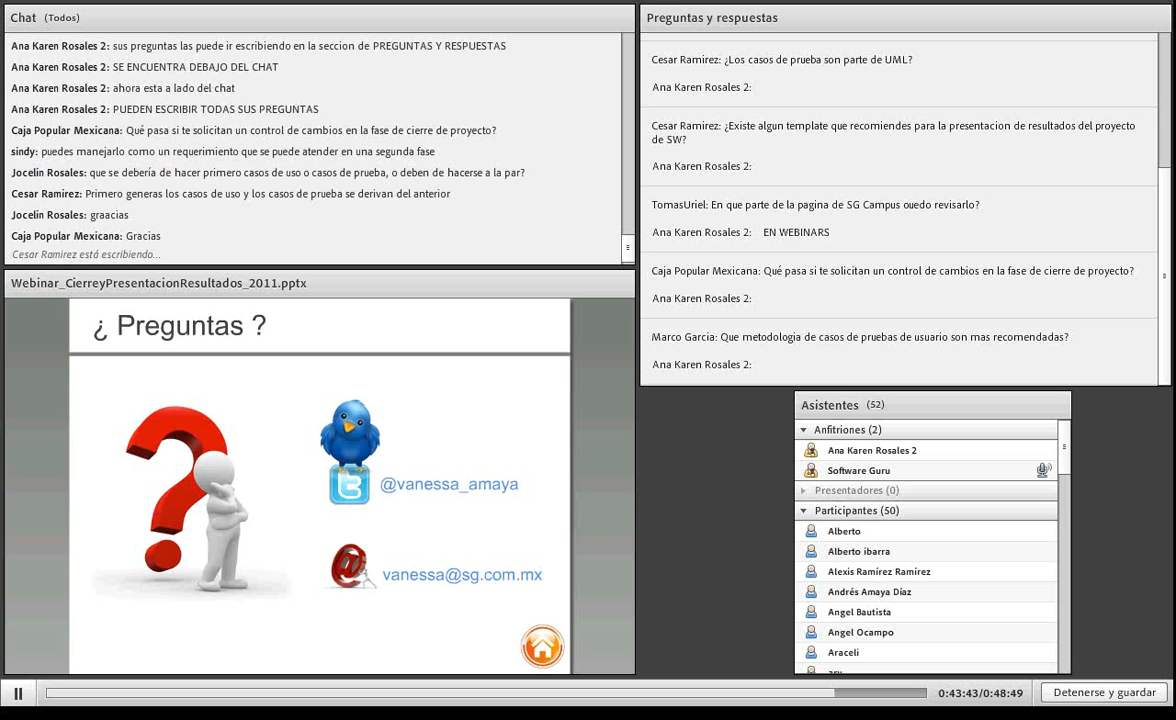 Chat (Todos)
Ana Karen Rosales 2: sus preguntas las puede ir escribiendo en la seccion de PREGUNTAS Y RESPUESTAS
Ana Karen Rosales 2: SE ENCUENTRA DEBAJO DEL CHAT
Ana Karen Rosales 2: ahora esta a lado del chat
Ana Karen Rosales 2: PUEDEN ESCRIBIR TODAS SUS PREGUNTAS
Caja Popular Mexicana: Qué pasa si te solicitan un control de cambios en la fase de cierre de proyecto?
sindy: puedes manejarlo como un requerimiento que se puede atender en una segunda fase
Jocelin Rosales: que se debería de hacer primero casos de uso o casos de prueba, o deben de hacerse a la par?
Cesar Ramirez: Primero generas los casos de uso y los casos de prueba se derivan del anterior
Jocelin Rosales: graacias
Caja Popular Mexicana: Gracias
Cesar Ramirez está escribiendo...
Webinar_CierreyPresentacionResultados_2011.pptx
¿ Preguntas ?
@vanessa_amaya
vanessa@sg.com.mx
Preguntas y respuestas
Cesar Ramirez: ¿Los casos de prueba son parte de UML?
Ana Karen Rosales 2:
Cesar Ramirez: ¿Existe algun template que recomiendes para la presentacion de resultados del proyecto
de SW?
Ana Karen Rosales 2:
TomasUriel: En que parte de la pagina de SG Campus ouedo revisarlo?
Ana Karen Rosales 2: EN WEBINARS
Caja Popular Mexicana: Qué pasa si te solicitan un control de cambios en la fase de cierre de proyecto?
Ana Karen Rosales 2:
Marco Garcia: Que metodologia de casos de pruebas de usuario son mas recomendadas?
Ana Karen Rosales 2:
Asistentes (52)
Anfitriones (2)
Ana Karen Rosales 2
Software Guru
Presentadores (0)
Participantes (50)
Alberto
Alberto ibarra
Alexis Ramírez Ramírez
Andrés Amaya Díaz
Angel Bautista
Angel Ocampo
Araceli
0:43:43/0:48:49
Detenerse y guardar